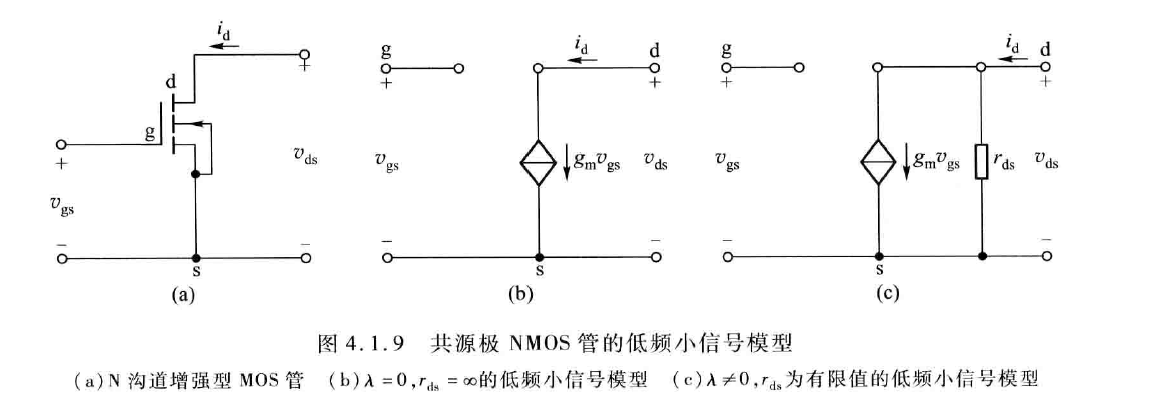 i_d
d
g
+
+
v_gs
v_ds
−
−
s
(a)
g
+
i_d
d
+
v_gs
g_m v_gs
v_ds
−
−
s
(b)
g
+
i_d
d
+
v_gs
g_m v_gs
r_ds
v_ds
−
−
s
(c)
图 4.1.9 共源极 NMOS 管的低频小信号模型
(a)N 沟道增强型 MOS 管 (b)λ=0,r_ds=∞的低频小信号模型 (c)λ≠0,r_ds为有限值的低频小信号模型